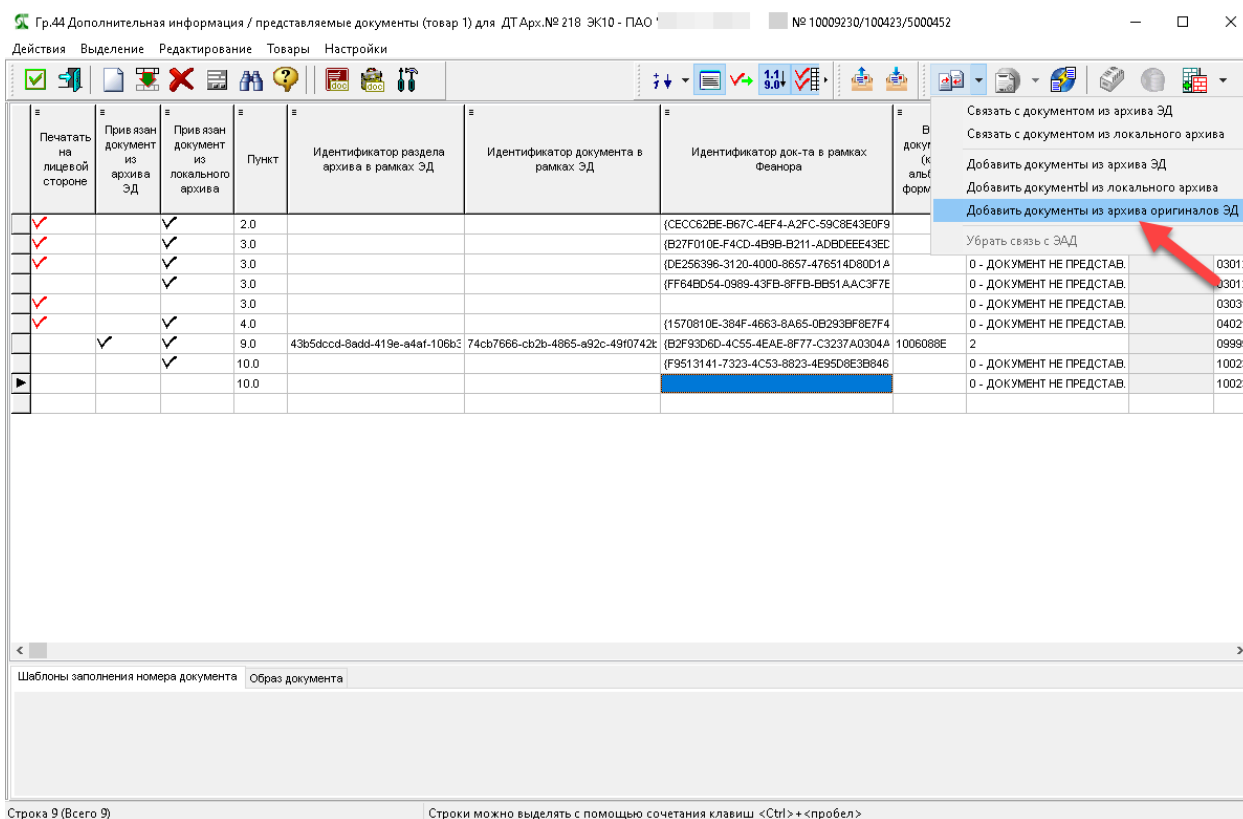 Гр.44 Дополнительная информация / представляемые документы (товар 1) для ДТ Арх.№ 218 ЭК10 - ПАО ' № 10009230/100423/5000452
Действия Выделение Редактирование Товары Настройки
Печатать на лицевой стороне
Привязан документ из архива ЭД
Привязан документ из локального архива
Пункт
Идентификатор раздела архива в рамках ЭД
Идентификатор документа в рамках ЭД
Идентификатор док-та в рамках Феанора
Связать с документом из архива ЭД
Связать с документом из локального архива
Добавить документы из архива ЭД
Добавить документЫ из локального архива
Добавить документы из архива оригиналов ЭД
Убрать связь с ЭАД
2.0 {CECC62BE-B67C-4EF4-A2FC-59C8E43E0F9
3.0 {B27F010E-F4CD-4B9B-B211-ADBDEEE43EC
3.0 {DE256396-3120-4000-8657-476514D80D1A 0 - ДОКУМЕНТ НЕ ПРЕДСТАВ. 0301
3.0 {FF64BD54-0989-43FB-8FFB-BB51AAC3F7E 0 - ДОКУМЕНТ НЕ ПРЕДСТАВ. 0301
3.0 0 - ДОКУМЕНТ НЕ ПРЕДСТАВ. 0303
4.0 {1570810E-384F-4663-8A65-0B293BF8E7F4 0 - ДОКУМЕНТ НЕ ПРЕДСТАВ. 0402
9.0 43b5dccd-8add-419e-a4af-106b3 74cb7666-cb2b-4865-a92c-49f0742b {B2F93D6D-4C55-4EAE-8F77-C3237A0304A 1006088E 2 0999
10.0 {F9513141-7323-4C53-8823-4E95D8E3B846 0 - ДОКУМЕНТ НЕ ПРЕДСТАВ. 1002
10.0 0 - ДОКУМЕНТ НЕ ПРЕДСТАВ. 1002
Шаблоны заполнения номера документа Образ документа
Строка 9 (Всего 9) Строки можно выделять с помощью сочетания клавиш <Ctrl>+<пробел>